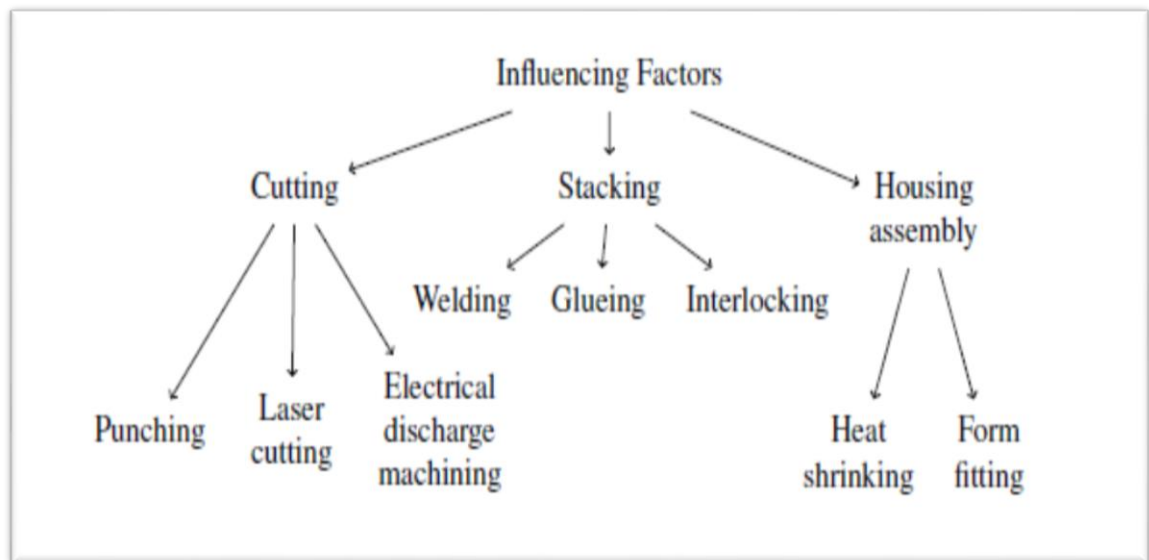 Influencing Factors
Cutting
Stacking
Housing
assembly
Welding
Glueing
Interlocking
Punching
Laser
cutting
Electrical
discharge
machining
Heat
shrinking
Form
fitting